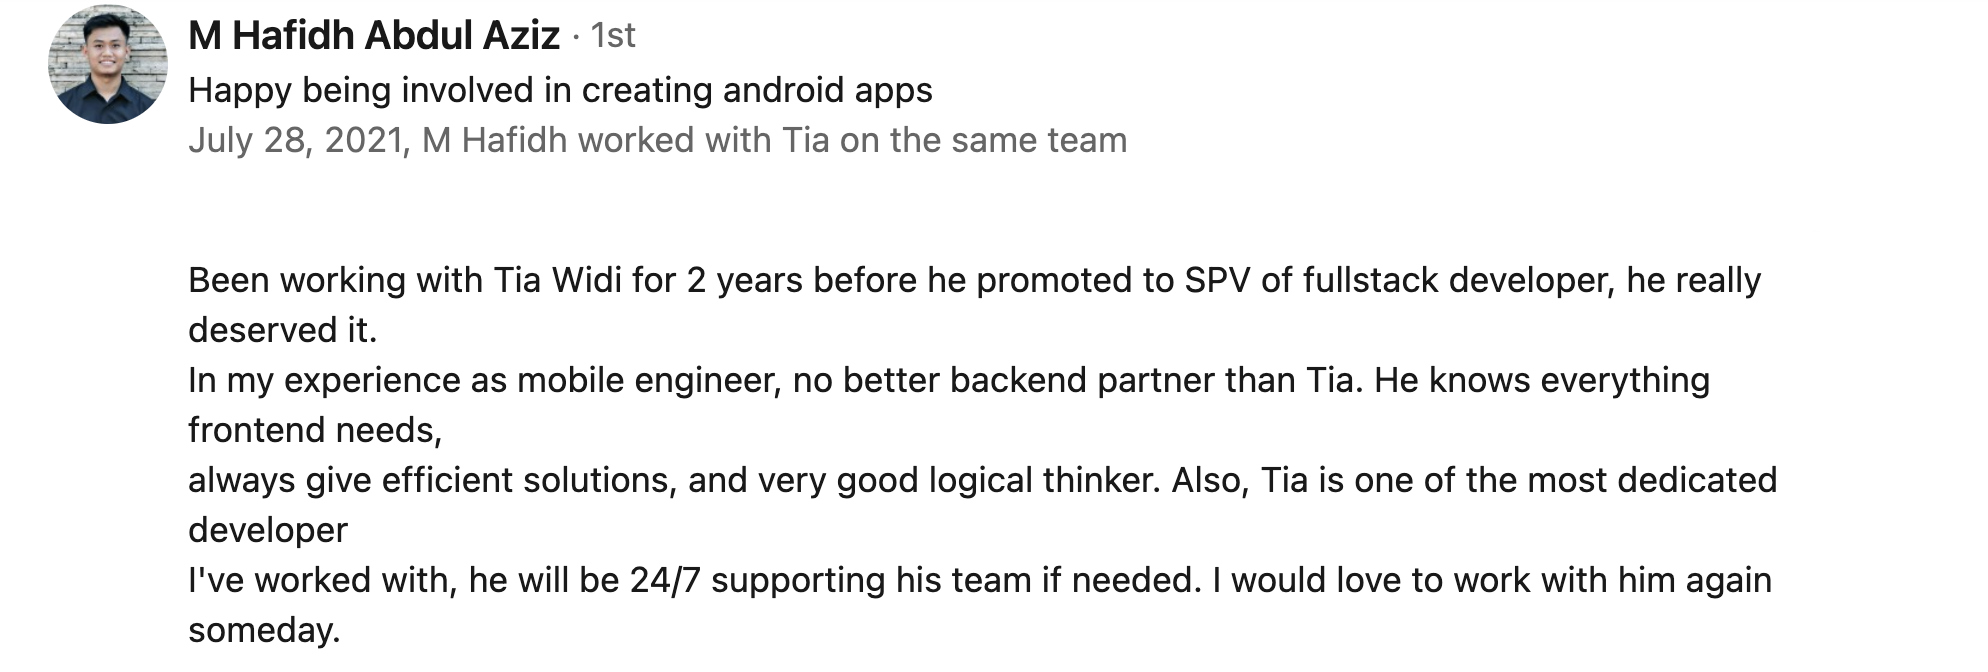 M Hafidh Abdul Aziz · 1st
Happy being involved in creating android apps
July 28, 2021, M Hafidh worked with Tia on the same team
Been working with Tia Widi for 2 years before he promoted to SPV of fullstack developer, he really
deserved it.
In my experience as mobile engineer, no better backend partner than Tia. He knows everything
frontend needs,
always give efficient solutions, and very good logical thinker. Also, Tia is one of the most dedicated
developer
I've worked with, he will be 24/7 supporting his team if needed. I would love to work with him again
someday.